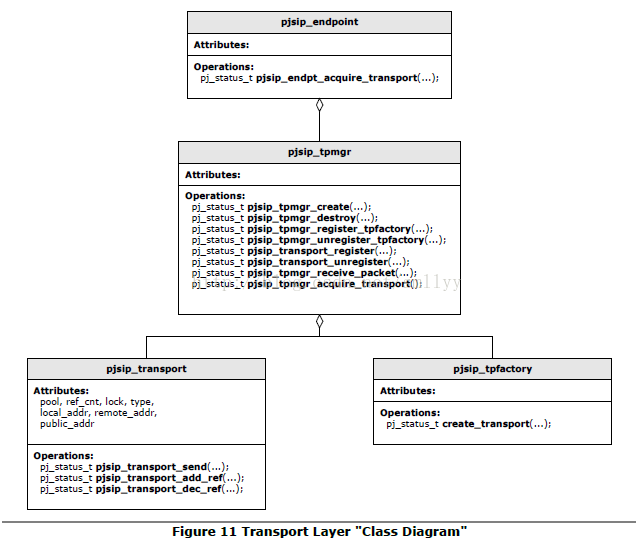 pjsip_endpoint
Attributes:
Operations:
pj_status_t pjsip_endpt_acquire_transport(...);
pjsip_tpmgr
Attributes:
Operations:
pj_status_t pjsip_tpmgr_create(...);
pj_status_t pjsip_tpmgr_destroy(...);
pj_status_t pjsip_tpmgr_register_tpfactory(...);
pj_status_t pjsip_tpmgr_unregister_tpfactory(...);
pj_status_t pjsip_transport_register(...);
pj_status_t pjsip_transport_unregister(...);
pj_status_t pjsip_tpmgr_receive_packet(...);
pj_status_t pjsip_tpmgr_acquire_transport(...);
pjsip_transport
Attributes:
pool, ref_cnt, lock, type,
local_addr, remote_addr,
public_addr
Operations:
pj_status_t pjsip_transport_send(...);
pj_status_t pjsip_transport_add_ref(...);
pj_status_t pjsip_transport_dec_ref(...);
pjsip_tpfactory
Attributes:
Operations:
pj_status_t create_transport(...);
Figure 11 Transport Layer "Class Diagram"